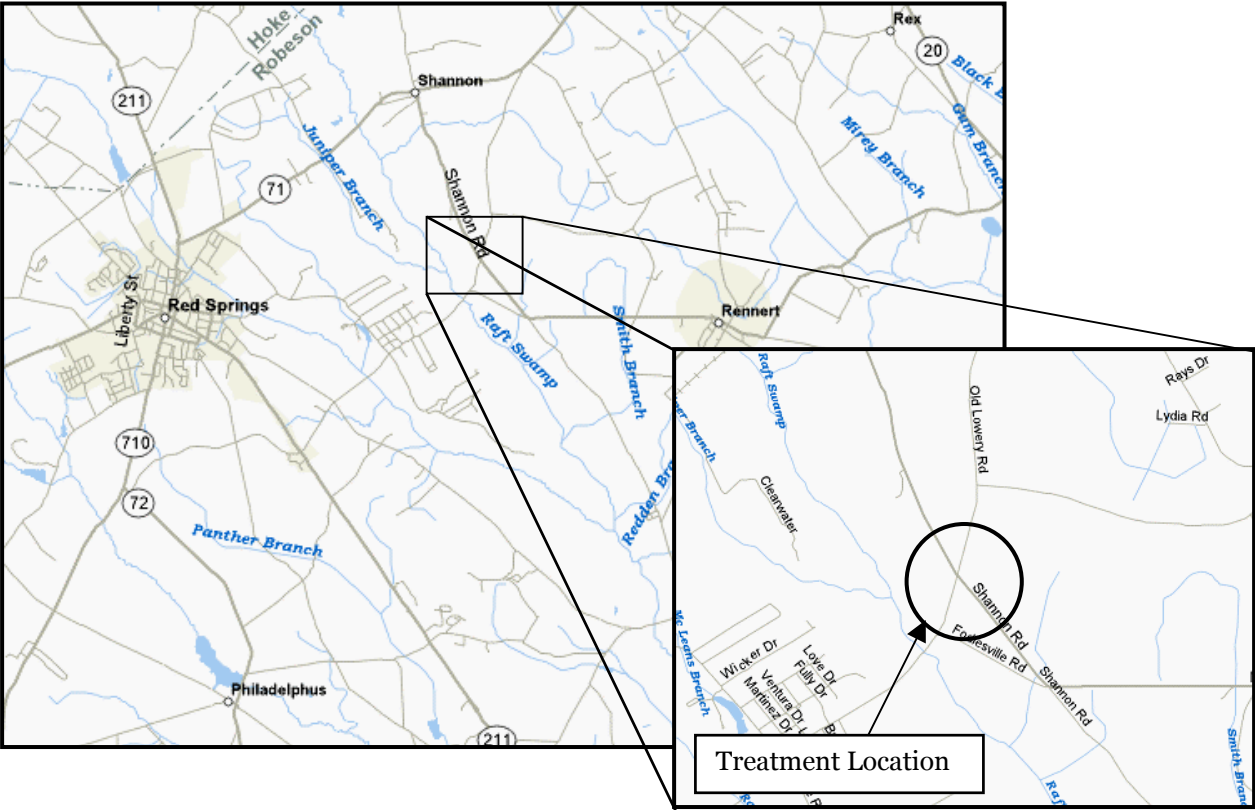 Rex
20
Black
Hoke
Robeson
Shannon
211
Gum Branch
Mirey Branch
Juniper Branch
71
Shannon Rd
Liberty St
Red Springs
Rennert
Raft Swamp
Smith Branch
710
72
Redden
Panther Branch
Philadelphus
211
Raft Swamp
Rays Dr
Old Lowery Rd
Lydia Rd
Branch
Clearwater
Shannon Rd
Mc Leans Branch
Wicker Dr
Love Dr
Fully Dr
Ventura Dr
Martinez Dr
Shannon Rd
Smith
Treatment Location